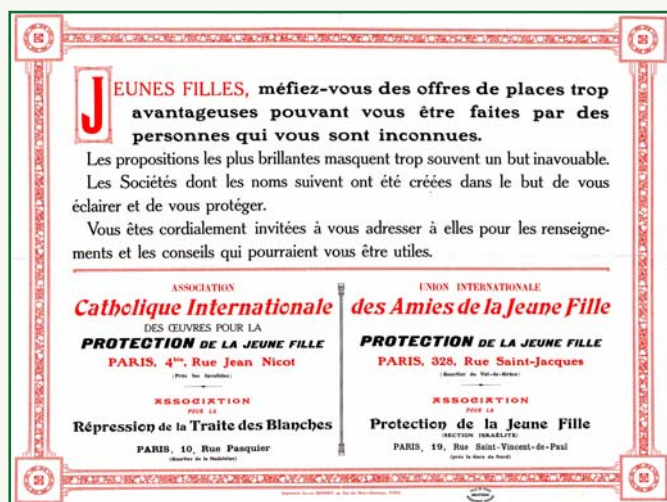 JEUNES FILLES, méfiez-vous des offres de places trop
avantageuses pouvant vous être faites par des
personnes qui vous sont inconnues.
Les propositions les plus brillantes masquent trop souvent un but inavouable.
Les Sociétés dont les noms suivent ont été créées dans le but de vous
éclairer et de vous protéger.
Vous êtes cordialement invitées à vous adresser à elles pour les renseigne-
ments et les conseils qui pourraient vous être utiles.
ASSOCIATION
Catholique Internationale
DES ŒUVRES POUR LA
PROTECTION DE LA JEUNE FILLE
PARIS, 4bis, Rue Jean Nicot
(Près les Invalides)
ASSOCIATION
POUR LA
Répression de la Traite des Blanches
PARIS, 10, Rue Pasquier
(Quartier de la Madeleine)
UNION INTERNATIONALE
des Amies de la Jeune Fille
PROTECTION DE LA JEUNE FILLE
PARIS, 328, Rue Saint-Jacques
(Quartier du Val-de-Grâce)
ASSOCIATION
POUR LA
Protection de la Jeune Fille
(SECTION ISRAÉLITE)
PARIS, 19, Rue Saint-Vincent-de-Paul
(près la Gare du Nord)